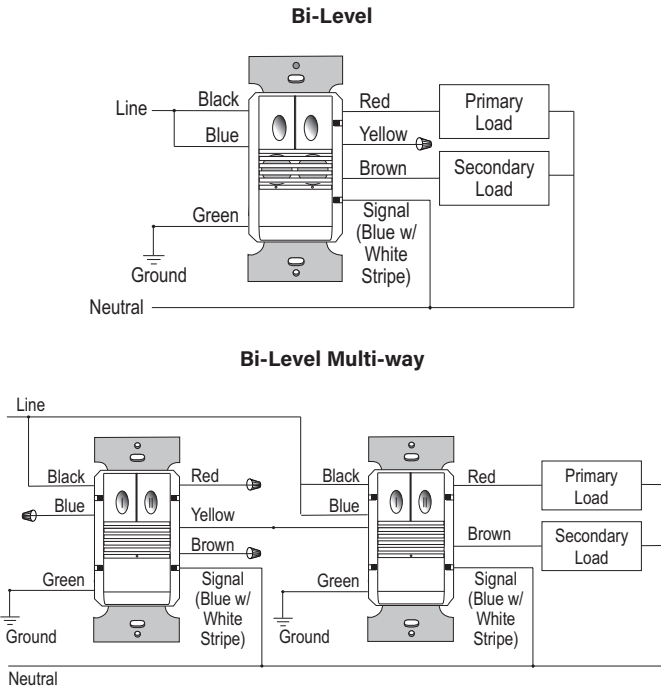 Bi-Level
Line
Black
Blue
Green
Ground
Neutral
Red
Yellow
Brown
Signal
(Blue w/
White
Stripe)
Primary
Load
Secondary
Load
Bi-Level Multi-way
Line
Black
Blue
Green
Ground
I
II
Red
Yellow
Brown
Signal
(Blue w/
White
Stripe)
Black
Blue
Green
Ground
I
II
Red
Brown
Signal
(Blue w/
White
Stripe)
Primary
Load
Secondary
Load
Neutral